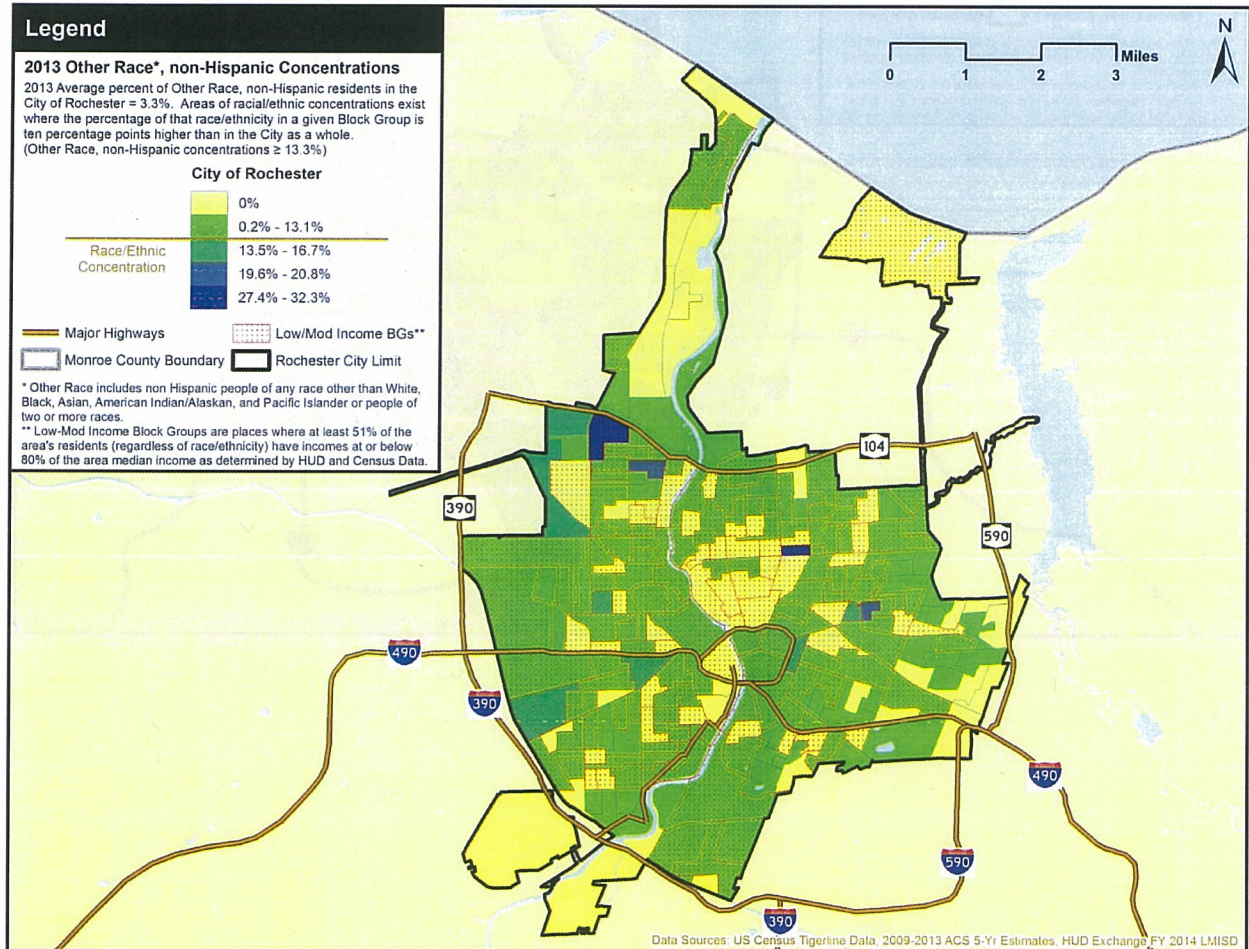 Legend
2013 Other Race*, non-Hispanic Concentrations
2013 Average percent of Other Race, non-Hispanic residents in the
City of Rochester = 3.3%. Areas of racial/ethnic concentrations exist
where the percentage of that race/ethnicity in a given Block Group is
ten percentage points higher than in the City as a whole.
(Other Race, non-Hispanic concentrations ≥ 13.3%)
City of Rochester
0%
0.2% - 13.1%
Race/Ethnic
Concentration
13.5% - 16.7%
19.6% - 20.8%
27.4% - 32.3%
Major Highways
Low/Mod Income BGs**
Monroe County Boundary
Rochester City Limit
* Other Race includes non Hispanic people of any race other than White,
Black, Asian, American Indian/Alaskan, and Pacific Islander or people of
two or more races.
** Low-Mod Income Block Groups are places where at least 51% of the
area's residents (regardless of race/ethnicity) have incomes at or below
80% of the area median income as determined by HUD and Census Data.
N
Miles
0 1 2 3
104
390
590
490
390
490
590
390
Data Sources: US Census Tigerline Data, 2009-2013 ACS 5-Yr Estimates, HUD Exchange FY 2014 LMISD